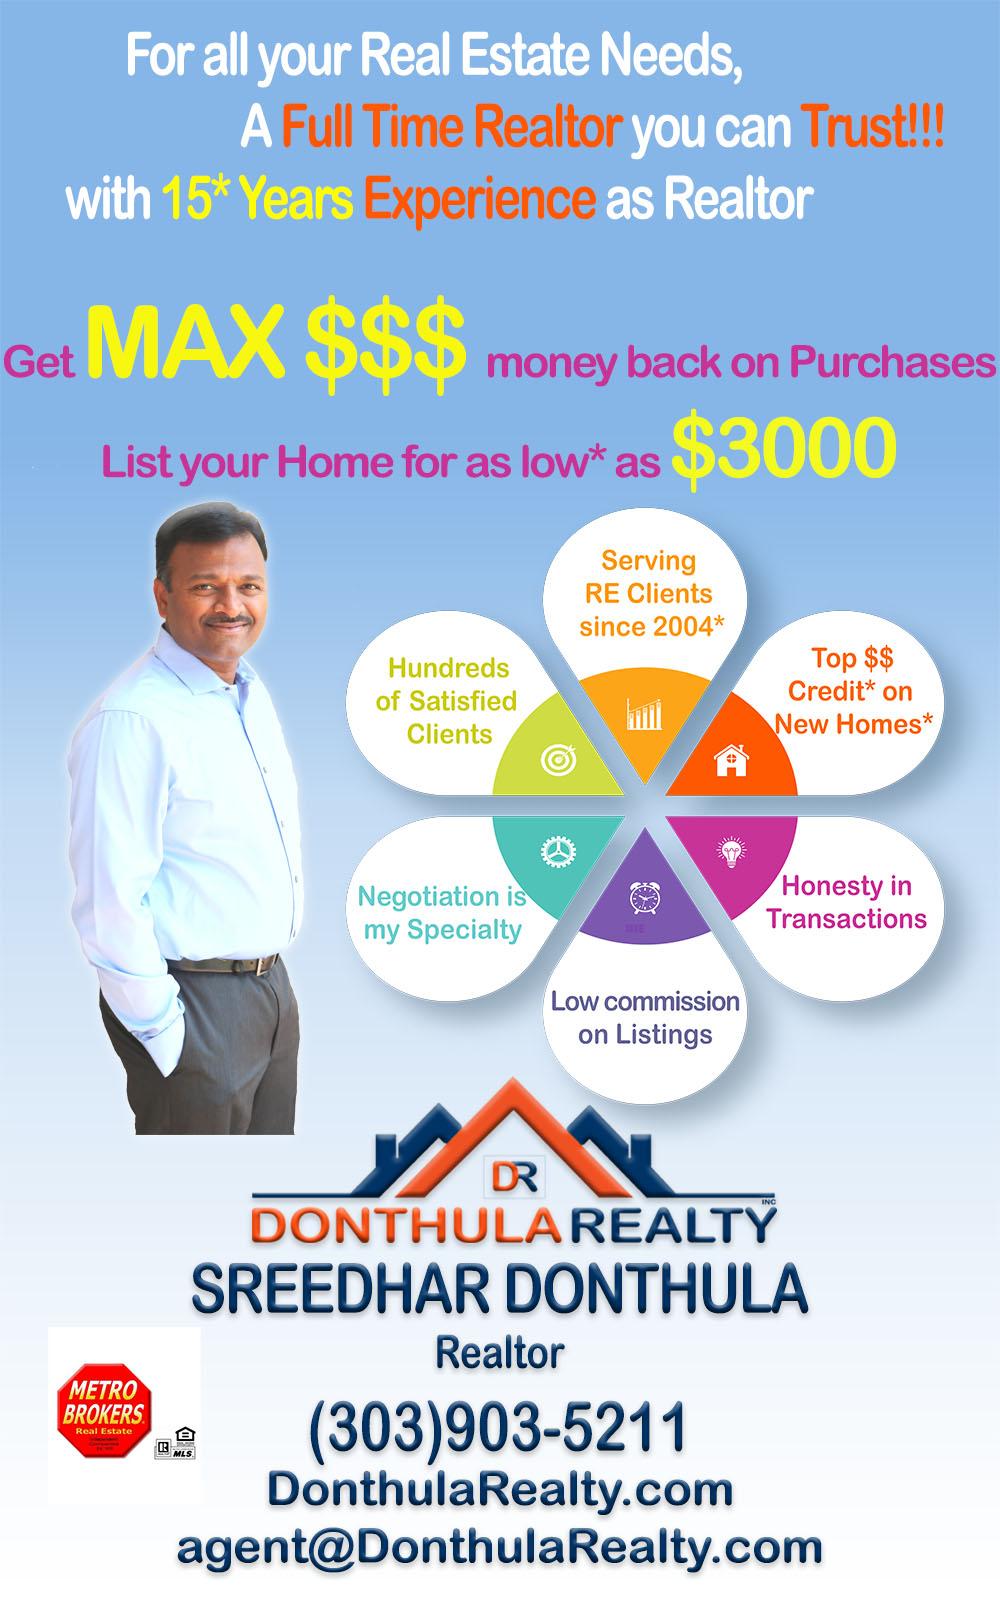 For all your Real Estate Needs,
A Full Time Realtor you can Trust!!!
with 15* Years Experience as Realtor
Get MAX $$$ money back on Purchases
List your Home for as low* as $3000
Serving
RE Clients
since 2004*
Hundreds
of Satisfied
Clients
Top $$
Credit* on
New Homes*
Negotiation is
my Specialty
Honesty in
Transactions
Low commission
on Listings
DR
DONTHULA REALTY INC
SREEDHAR DONTHULA
Realtor
METRO
BROKERS
Real Estate
R
MLS
(303)903-5211
DonthulaRealty.com
agent@DonthulaRealty.com